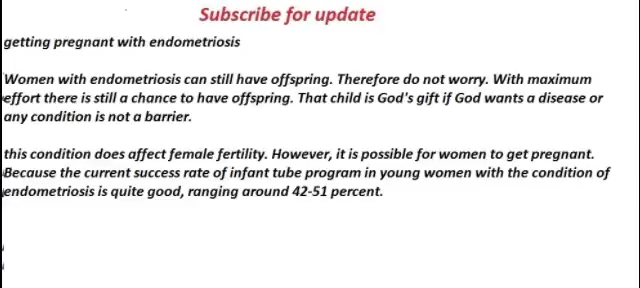 Subscribe for update
getting pregnant with endometriosis
Women with endometriosis can still have offspring. Therefore do not worry. With maximum
effort there is still a chance to have offspring. That child is God's gift if God wants a disease or
any condition is not a barrier.
this condition does affect female fertility. However, it is possible for women to get pregnant.
Because the current success rate of infant tube program in young women with the condition of
endometriosis is quite good, ranging around 42-51 percent.